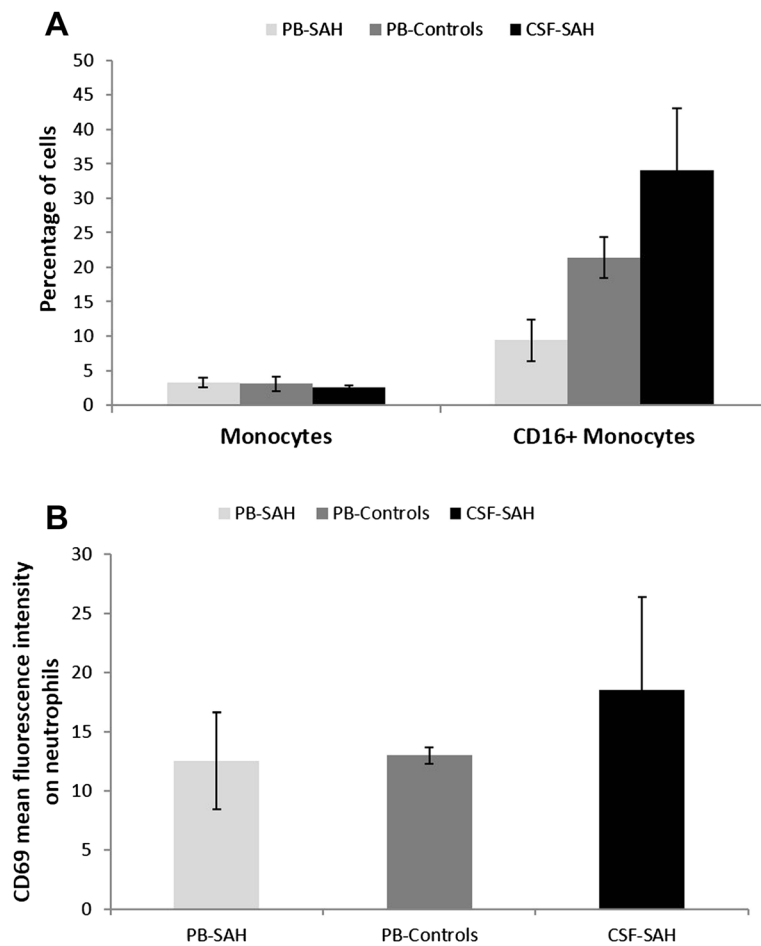 A
PB-SAH PB-Controls CSF-SAH
Percentage of cells
50
45
40
35
30
25
20
15
10
5
0
Monocytes CD16+ Monocytes
B
PB-SAH PB-Controls CSF-SAH
CD69 mean fluorescence intensity
on neutrophils
30
25
20
15
10
5
0
PB-SAH PB-Controls CSF-SAH